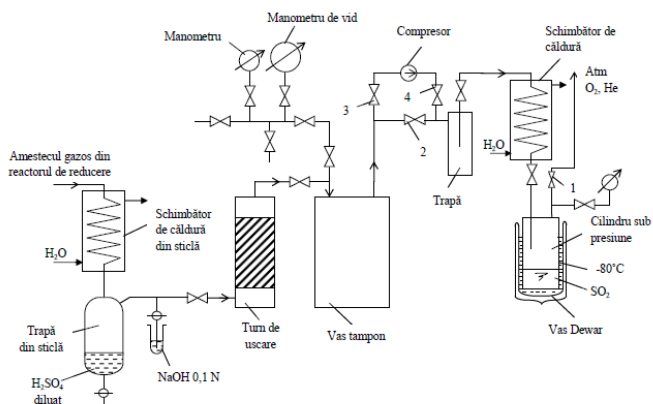 Manometru
Manometru de vid
Compresor
Schimbător de
căldură
Atm
O₂, He
3
4
2
H₂O
Trapă
1
Amestecul gazos din
reactorul de reducere
Schimbător
de căldură
din sticlă
H₂O
Cilindru sub
presiune
-80°C
SO₂
Trapă
din sticlă
Turn de
uscare
Vas tampon
Vas Dewar
H₂SO₄
diluat
NaOH 0,1 N